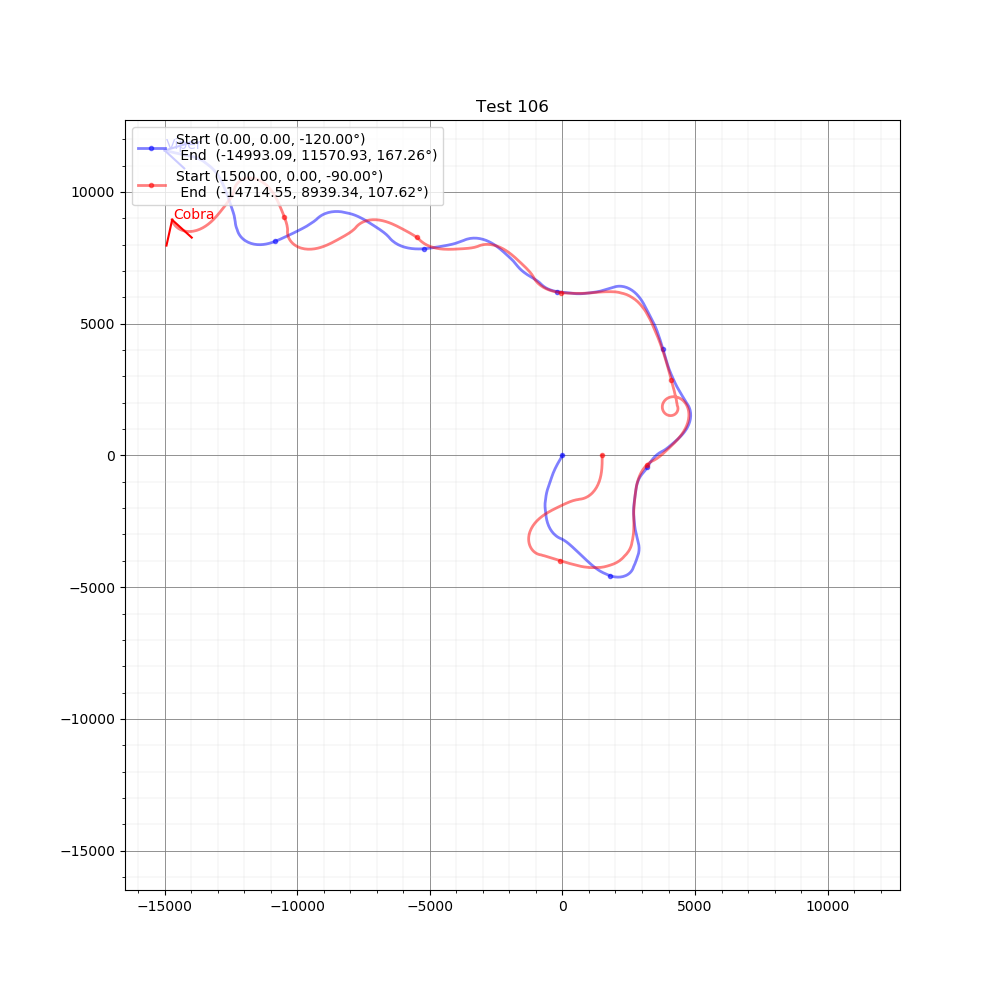 Test 106
Start (0.00, 0.00, -120.00°)
End (-14993.09, 11570.93, 167.26°)
Start (1500.00, 0.00, -90.00°)
End (-14714.55, 8939.34, 107.62°)
Cobra
10000
5000
0
−5000
−10000
−15000
−15000 −10000 −5000 0 5000 10000